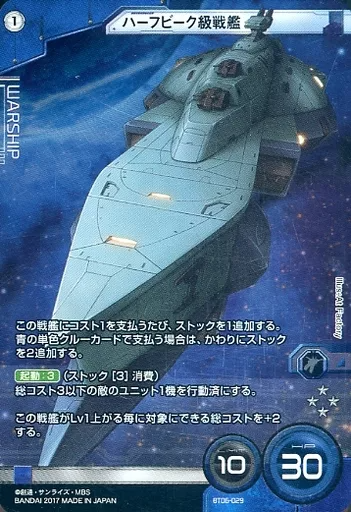 1
ハーフビーク級戦艦
WARSHIP
Illus:At Factory
この戦艦にコスト1を支払うたび、ストックを1追加する。
青の単色クルーカードで支払う場合は、かわりにストック
を2追加する。
起動:3 (ストック [3] 消費)
総コスト3以下の敵のユニット1機を行動済にする。
この戦艦がLv1上がる毎に対象にできる総コストを+2
する。
10
HP
30
©創通・サンライズ・MBS
BANDAI 2017 MADE IN JAPAN
BT06-029